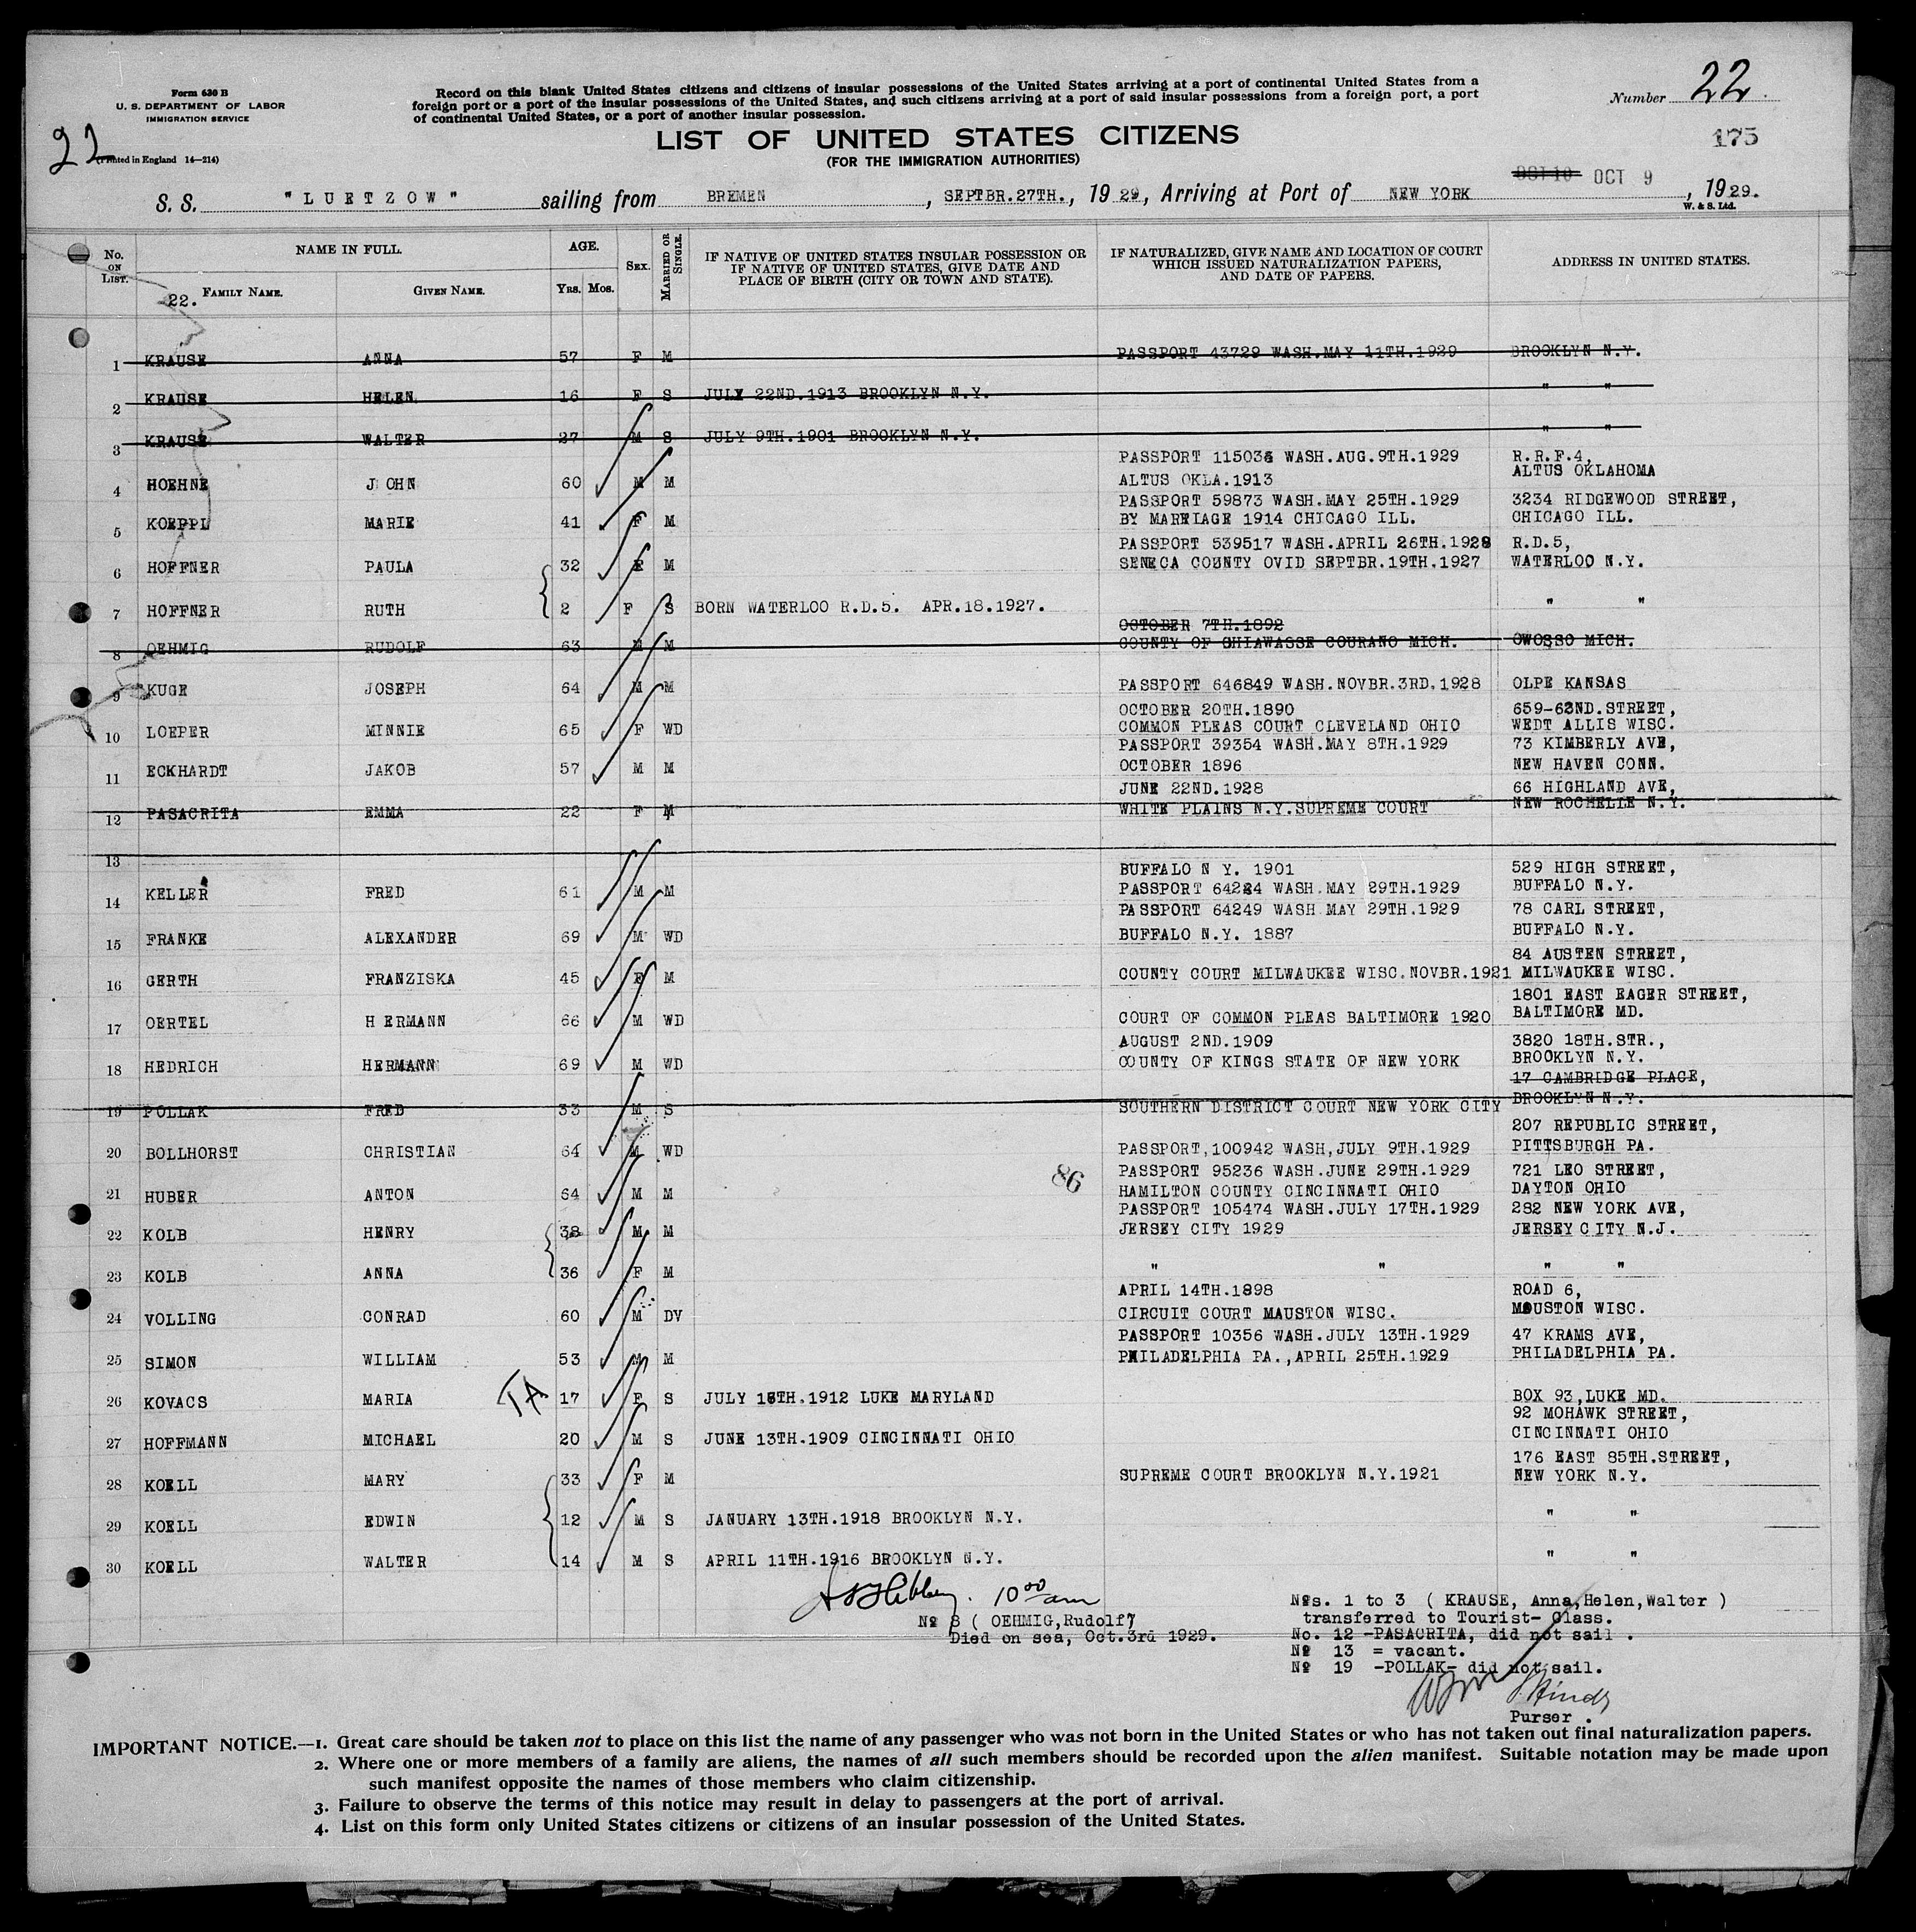 Form 630 B
U. S. DEPARTMENT OF LABOR
IMMIGRATION SERVICE
22
(Printed in England 14—214)
Record on this blank United States citizens and citizens of insular possessions of the United States arriving at a port of continental United States from a
foreign port or a port of the insular possessions of the United States, and such citizens arriving at a port of said insular possessions from a foreign port, a port
of continental United States, or a port of another insular possession.
Number 22
175
LIST OF UNITED STATES CITIZENS
(FOR THE IMMIGRATION AUTHORITIES)
S. S. "LUETZOW" sailing from BREMEN, SEPTBR.27TH., 1929, Arriving at Port of NEW YORK OCT 10 OCT 9, 1929.
W. & S. Ltd.
No. ON LIST. NAME IN FULL. AGE. SEX. MARRIED OR SINGLE. IF NATIVE OF UNITED STATES INSULAR POSSESSION OR IF NATIVE OF UNITED STATES, GIVE DATE AND PLACE OF BIRTH (CITY OR TOWN AND STATE). IF NATURALIZED, GIVE NAME AND LOCATION OF COURT WHICH ISSUED NATURALIZATION PAPERS, AND DATE OF PAPERS. ADDRESS IN UNITED STATES.
22. FAMILY NAME. GIVEN NAME. YRS. MOS.
1 KRAUSE ANNA 57 F M PASSPORT 43729 WASH.MAY 11TH.1929 BROOKLYN N.Y.
2 KRAUSE HELEN 16 F S JULY 22ND.1913 BROOKLYN N.Y. " "
3 KRAUSE WALTER 27 M S JULY 9TH.1901 BROOKLYN N.Y. " "
PASSPORT 115036 WASH.AUG.9TH.1929 R.R.F.4,
4 HOEHNE JOHN 60 M M ALTUS OKLA.1913 ALTUS OKLAHOMA
PASSPORT 59873 WASH.MAY 25TH.1929 3234 RIDGEWOOD STREET,
5 KOEPPL MARIE 41 F M BY MARRIAGE 1914 CHICAGO ILL. CHICAGO ILL.
PASSPORT 539517 WASH.APRIL 26TH.1928 R.D.5,
6 HOFFNER PAULA 32 F M SENECA COUNTY OVID SEPTBR.19TH.1927 WATERLOO N.Y.
7 HOFFNER RUTH 2 F S BORN WATERLOO R.D.5. APR.18.1927. " "
OCTOBER 7TH.1892
8 OEHMIG RUDOLF 63 M M COUNTY OF SHIAWASSE COURANO MICH. OWOSSO MICH.
9 KUGE JOSEPH 64 M M PASSPORT 646849 WASH.NOVBR.3RD.1928 OLPE KANSAS
OCTOBER 20TH.1890 659-63ND.STREET,
10 LOEPER MINNIE 65 F WD COMMON PLEAS COURT CLEVELAND OHIO WEDT ALLIS WISC.
PASSPORT 39354 WASH.MAY 8TH.1929 73 KIMBERLY AVE,
11 ECKHARDT JAKOB 57 M M OCTOBER 1896 NEW HAVEN CONN.
JUNE 22ND.1928 66 HIGHLAND AVE,
12 PASACRITA EMMA 22 F M WHITE PLAINS N.Y.SUPREME COURT NEW ROCHELLE N.Y.
13
BUFFALO N Y. 1901 529 HIGH STREET,
14 KELLER FRED 61 M M PASSPORT 64284 WASH.MAY 29TH.1929 BUFFALO N.Y.
PASSPORT 64249 WASH MAY 29TH.1929 78 CARL STREET,
15 FRANKE ALEXANDER 69 M WD BUFFALO N.Y. 1887 BUFFALO N.Y.
84 AUSTEN STREET,
16 GERTH FRANZISKA 45 F M COUNTY COURT MILWAUKEE WISC.NOVBR.1921 MILWAUKEE WISC.
1801 EAST EAGER STREET,
17 OERTEL HERMANN 66 M WD COURT OF COMMON PLEAS BALTIMORE 1920 BALTIMORE MD.
AUGUST 2ND.1909 3820 18TH.STR.,
18 HEDRICH HERMANN 69 M WD COUNTY OF KINGS STATE OF NEW YORK BROOKLYN N.Y.
17 CAMBRIDGE PLACE,
19 POLLAK FRED 33 M S SOUTHERN DISTRICT COURT NEW YORK CITY BROOKLYN N.Y.
207 REPUBLIC STREET,
20 BOLLHORST CHRISTIAN 64 M WD PASSPORT,100942 WASH,JULY 9TH.1929 PITTSBURGH PA.
86 PASSPORT 95236 WASH.JUNE 29TH.1929 721 LEO STREET,
21 HUBER ANTON 64 M M HAMILTON COUNTY CINCINNATI OHIO DAYTON OHIO
PASSPORT 105474 WASH.JULY 17TH.1929 282 NEW YORK AVE,
22 KOLB HENRY 38 M M JERSEY CITY 1929 JERSEY CITY N.J.
23 KOLB ANNA 36 F M " " " "
APRIL 14TH.1898 ROAD 6,
24 VOLLING CONRAD 60 M DV CIRCUIT COURT MAUSTON WISC. MAUSTON WISC.
PASSPORT 10356 WASH.JULY 13TH.1929 47 KRAMS AVE,
25 SIMON WILLIAM 53 M M PHILADELPHIA PA.,APRIL 25TH.1929 PHILADELPHIA PA.
26 KOVACS MARIA TA 17 F S JULY 16TH.1912 LUKE MARYLAND BOX 93,LUKE MD.
92 MOHAWK STREET,
27 HOFFMANN MICHAEL 20 M S JUNE 13TH.1909 CINCINNATI OHIO CINCINNATI OHIO
176 EAST 85TH.STREET,
28 KOELL MARY 33 F M SUPREME COURT BROOKLYN N.Y.1921 NEW YORK N.Y.
29 KOELL EDWIN 12 M S JANUARY 13TH.1918 BROOKLYN N.Y. " "
30 KOELL WALTER 14 M S APRIL 11TH.1916 BROOKLYN N.Y. " "
10 00 am
№ 8 ( OEHMIG,Rudolf)
Died on sea, Oct.3rd 1929.
Nos. 1 to 3 ( KRAUSE, Anna,Helen,Walter )
transferred to Tourist- Class.
No. 12 -PASACRITA, did not sail .
№ 13 = vacant.
№ 19 -POLLAK- did not sail.
Purser .
IMPORTANT NOTICE.—1. Great care should be taken not to place on this list the name of any passenger who was not born in the United States or who has not taken out final naturalization papers.
2. Where one or more members of a family are aliens, the names of all such members should be recorded upon the alien manifest. Suitable notation may be made upon
such manifest opposite the names of those members who claim citizenship.
3. Failure to observe the terms of this notice may result in delay to passengers at the port of arrival.
4. List on this form only United States citizens or citizens of an insular possession of the United States.